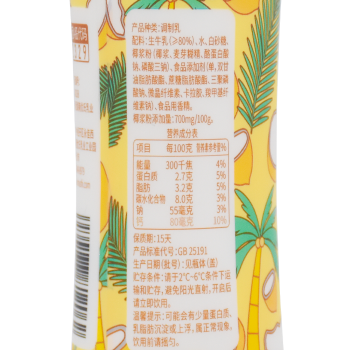 产品种类：调制乳
配料：生牛乳（≥80%）、水、白砂糖、
椰浆粉（椰浆、麦芽糊精、酪蛋白酸
钠、磷酸三钠）、食品添加剂（单，双甘
油脂肪酸酯、蔗糖脂肪酸酯、三聚磷
酸钠、微晶纤维素、卡拉胶、羧甲基纤
维素钠）、食品用香精。
椰浆粉添加量：700mg/100g。
营养成分表
项目 每100克 营养素参考值%
能量 300千焦 4%
蛋白质 2.7克 5%
脂肪 3.2克 5%
碳水化合物 8.0克 3%
钠 55毫克 3%
钙 80毫克 10%
保质期：15天
产品标准代号：GB 25191
生产日期（批号）：见瓶体（盖）
贮存条件：请于2℃~6℃条件下运
输和贮存，避免阳光直射，开启后
请立即饮用。
温馨提示：可能会有少量蛋白质、
乳脂肪沉淀或上浮，属正常现象，
饮用前请摇匀。